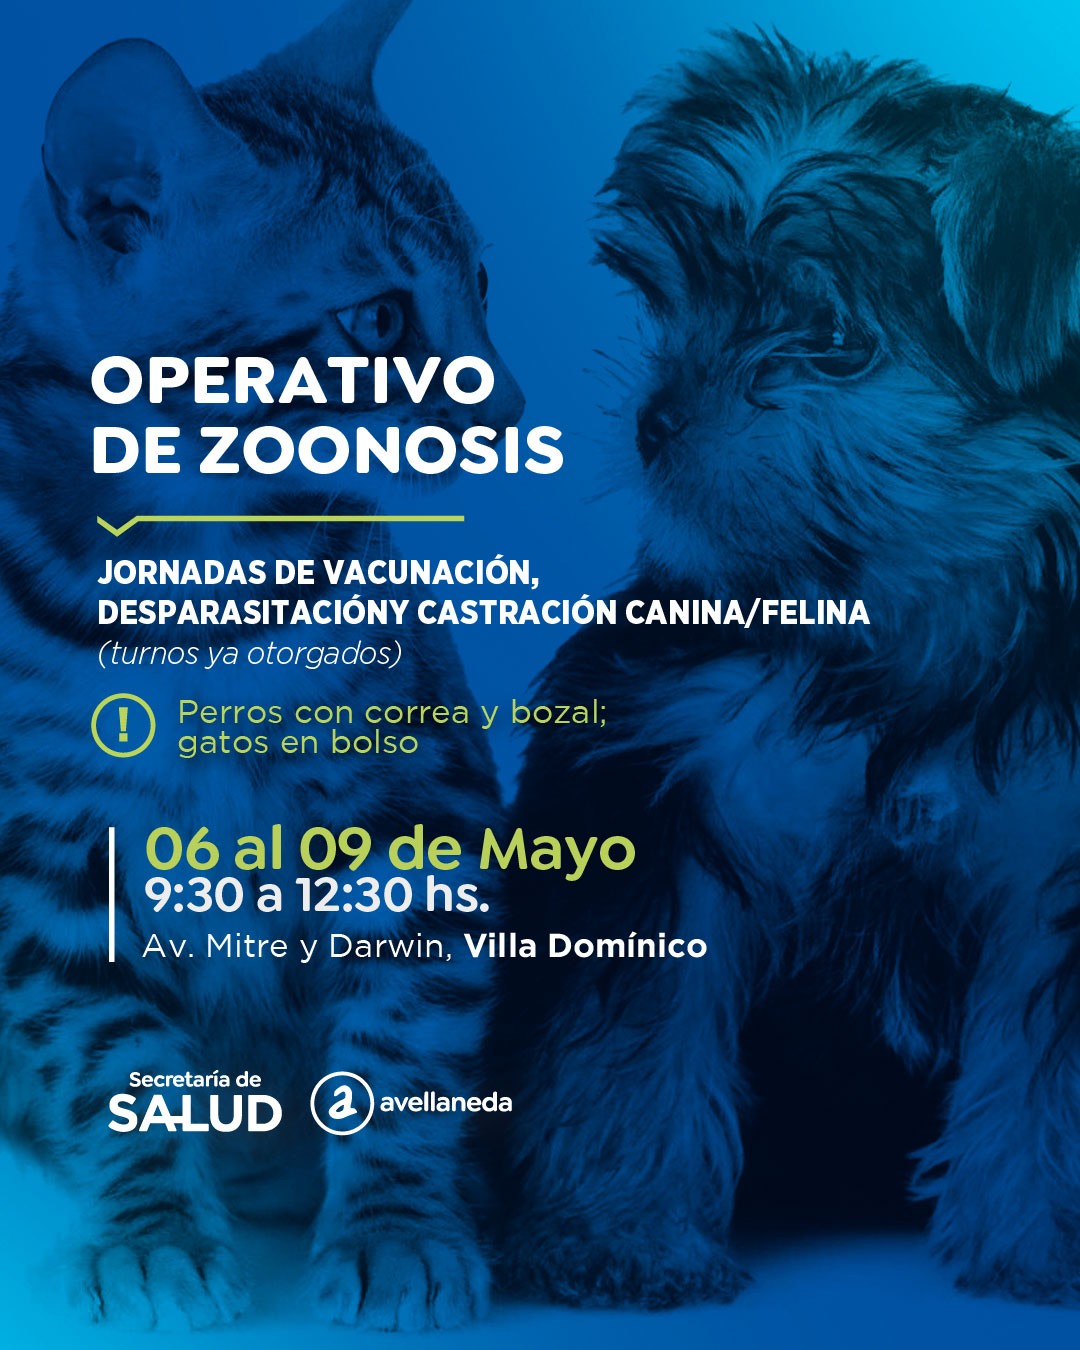 OPERATIVO
DE ZOONOSIS
JORNADAS DE VACUNACIÓN,
DESPARASITACIÓNY CASTRACIÓN CANINA/FELINA
(turnos ya otorgados)
!
Perros con correa y bozal;
gatos en bolso
06 al 09 de Mayo
9:30 a 12:30 hs.
Av. Mitre y Darwin, Villa Domínico
Secretaría de
SALUD
a avellaneda